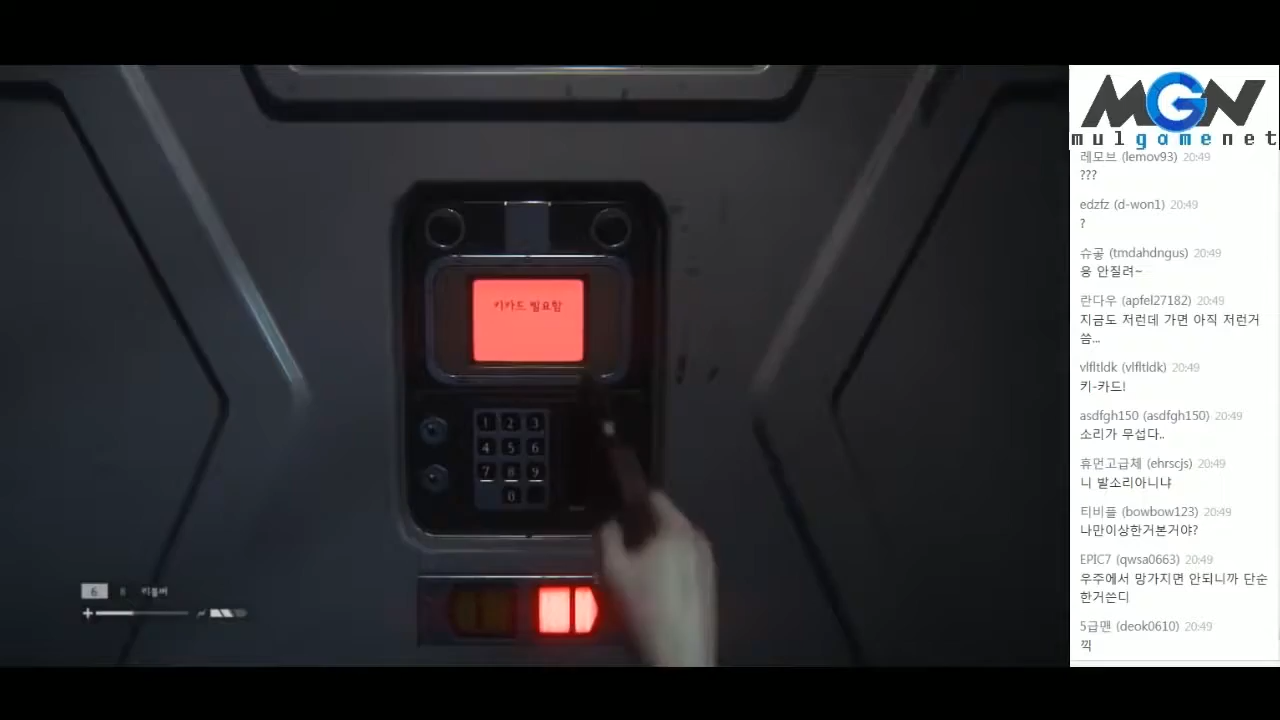 키카드 필요함
1 2 3
4 5 6
7 8 9
0
6 8 리볼버
MGN
mulgamenet
레모브 (lemov93) 20:49
???
edzfz (d-won1) 20:49
?
슈공 (tmdahdngus) 20:49
응 안질려~
란다우 (apfel27182) 20:49
지금도 저런데 가면 아직 저런거
씀...
vlfltldk (vlfltldk) 20:49
키-카드!
asdfgh150 (asdfgh150) 20:49
소리가 무섭다..
휴먼고급체 (ehrscjs) 20:49
니 발소리아니냐
티비플 (bowbow123) 20:49
나만이상한거본거야?
EPIC7 (qwsa0663) 20:49
우주에서 망가지면 안되니까 단순
한거쓴디
5급맨 (deok0610) 20:49
끽